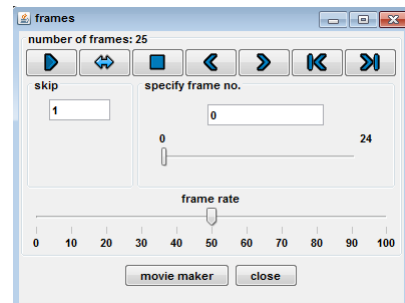 frames
number of frames: 25
skip
specify frame no.
1
0
0 24
frame rate
0 10 20 30 40 50 60 70 80 90 100
movie maker close